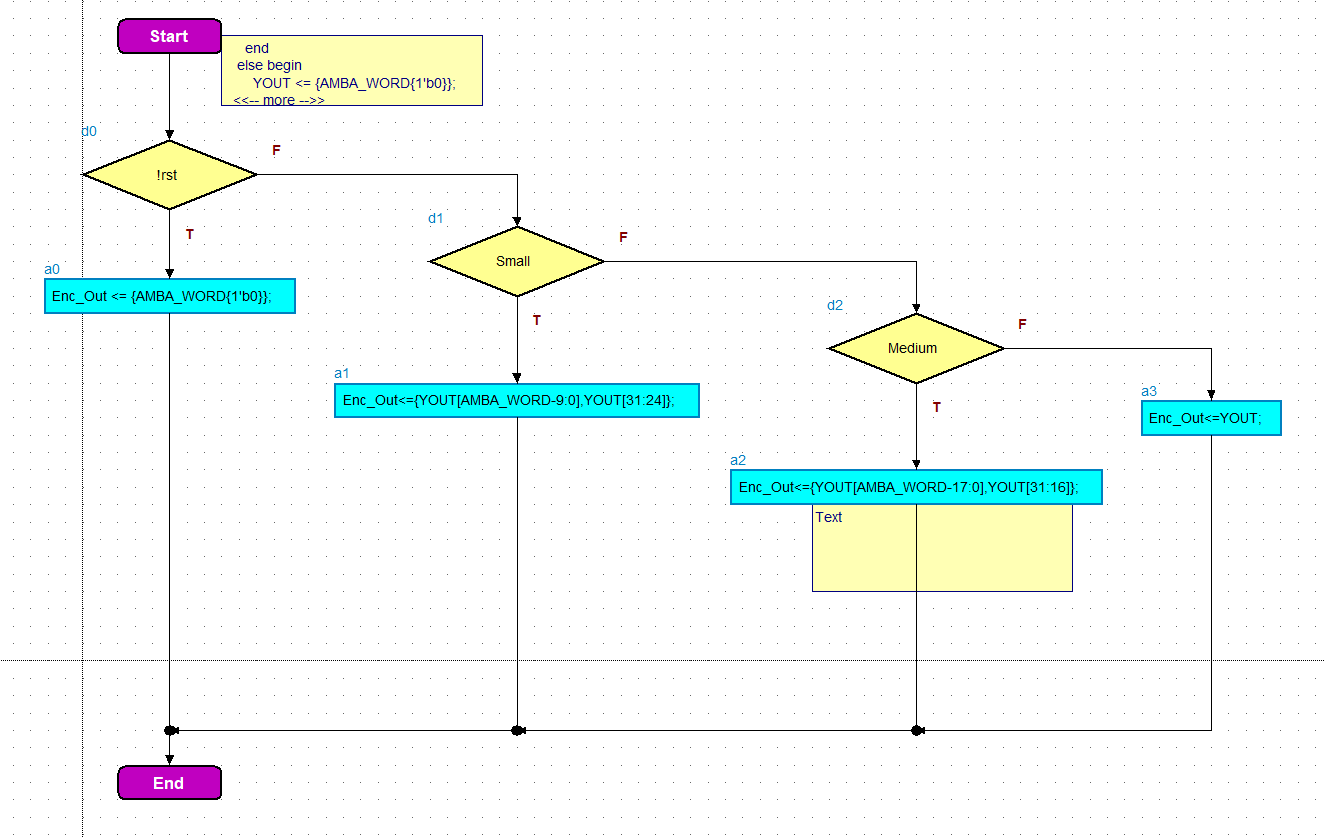 Start
end
else begin
YOUT <= {AMBA_WORD{1'b0}};
<<-- more -->>
d0
F
!rst
T
d1
F
Small
T
a0
Enc_Out <= {AMBA_WORD{1'b0}};
d2
F
Medium
T
a1
Enc_Out<={YOUT[AMBA_WORD-9:0],YOUT[31:24]};
a3
Enc_Out<=YOUT;
a2
Enc_Out<={YOUT[AMBA_WORD-17:0],YOUT[31:16]};
Text
End